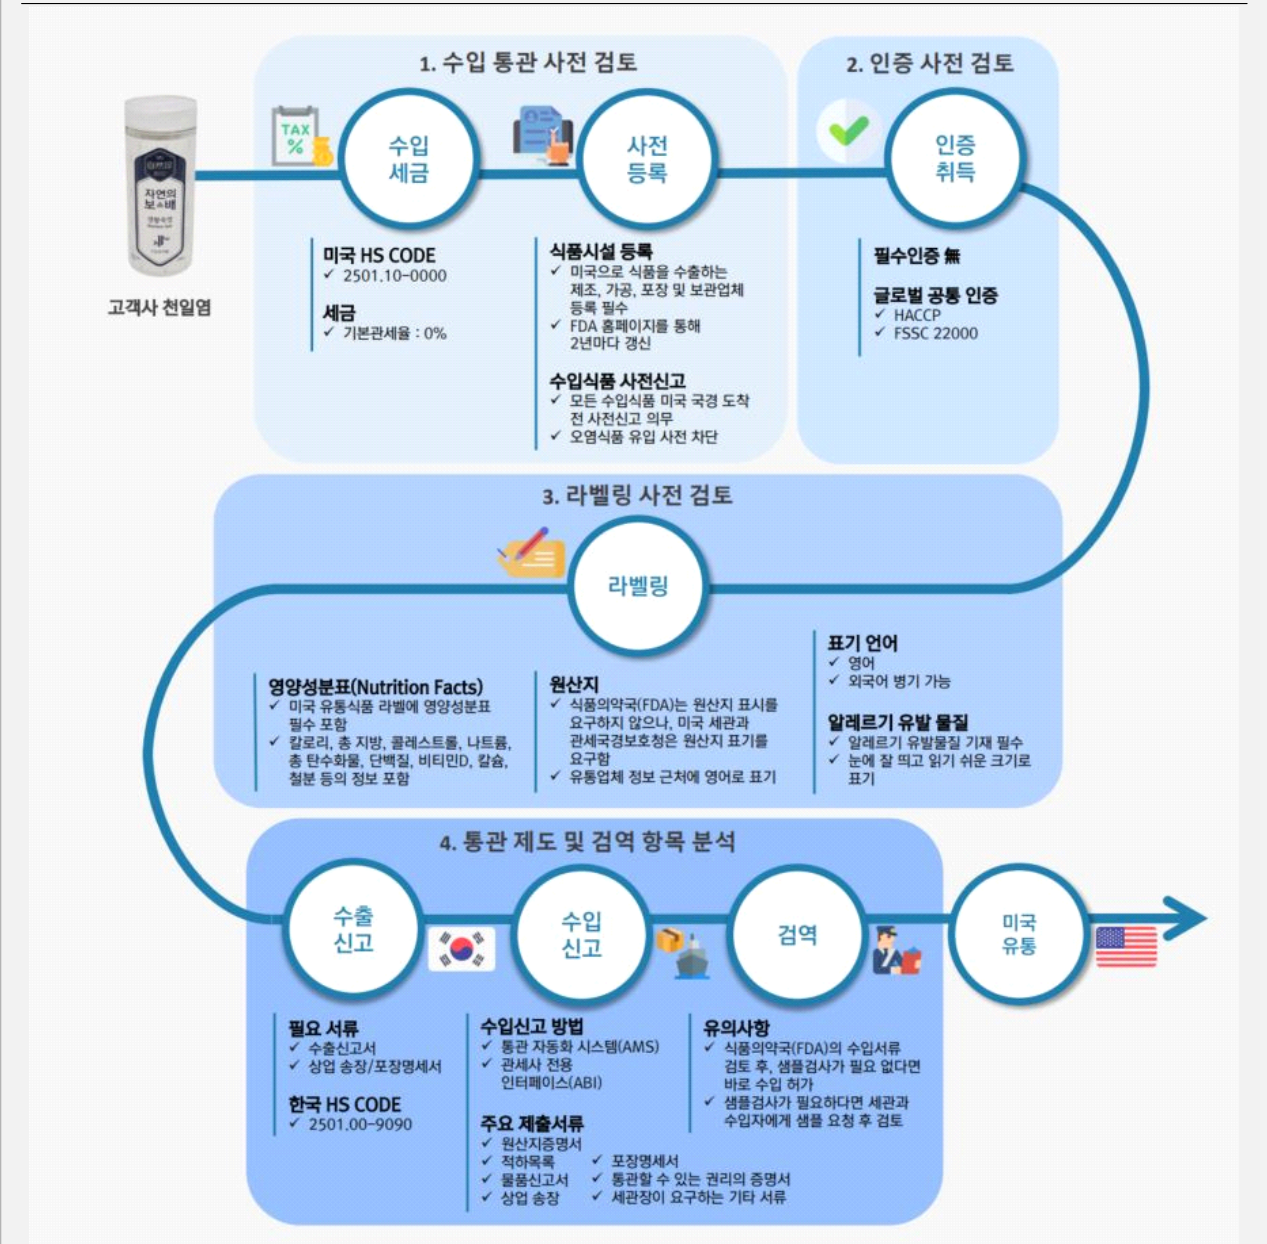 1. 수입 통관 사전 검토
2. 인증 사전 검토
TAX
%
수입
세금
사전
등록
인증
취득
자연의
보소배
고객사 천일염
미국 HS CODE
✓ 2501.10-0000
세금
✓ 기본관세율 : 0%
식품시설 등록
✓ 미국으로 식품을 수출하는
제조, 가공, 포장 및 보관업체
등록 필수
✓ FDA 홈페이지를 통해
2년마다 갱신
수입식품 사전신고
✓ 모든 수입식품 미국 국경 도착
전 사전신고 의무
✓ 오염식품 유입 사전 차단
필수인증 無
글로벌 공통 인증
✓ HACCP
✓ FSSC 22000
3. 라벨링 사전 검토
라벨링
영양성분표(Nutrition Facts)
✓ 미국 유통식품 라벨에 영양성분표
필수 포함
✓ 칼로리, 총 지방, 콜레스트롤, 나트륨,
총 탄수화물, 단백질, 비티민D, 칼슘,
철분 등의 정보 포함
원산지
✓ 식품의약국(FDA)는 원산지 표시를
요구하지 않으나, 미국 세관과
관세국경보호청은 원산지 표기를
요구함
✓ 유통업체 정보 근처에 영어로 표기
표기 언어
✓ 영어
✓ 외국어 병기 가능
알레르기 유발 물질
✓ 알레르기 유발물질 기재 필수
✓ 눈에 잘 띄고 읽기 쉬운 크기로
표기
4. 통관 제도 및 검역 항목 분석
수출
신고
수입
신고
검역
미국
유통
필요 서류
✓ 수출신고서
✓ 상업 송장/포장명세서
한국 HS CODE
✓ 2501.00-9090
수입신고 방법
✓ 통관 자동화 시스템(AMS)
✓ 관세사 전용
인터페이스(ABI)
주요 제출서류
✓ 원산지증명서
✓ 적하목록
✓ 물품신고서
✓ 상업 송장
✓ 포장명세서
✓ 통관할 수 있는 권리의 증명서
✓ 세관장이 요구하는 기타 서류
유의사항
✓ 식품의약국(FDA)의 수입서류
검토 후, 샘플검사가 필요 없다면
바로 수입 허가
✓ 샘플검사가 필요하다면 세관과
수입자에게 샘플 요청 후 검토